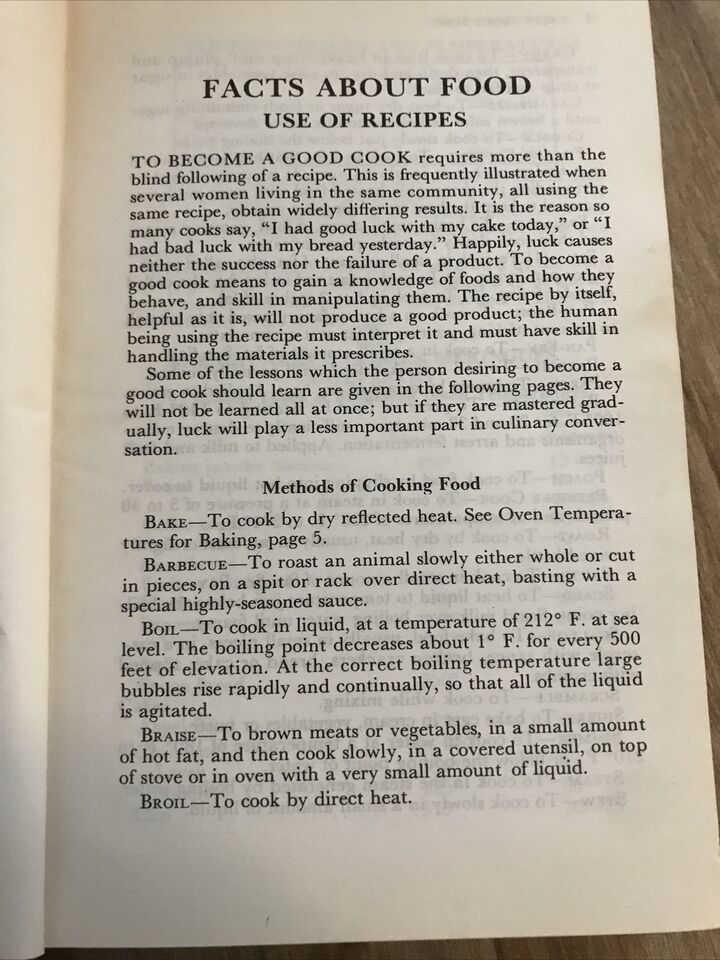 FACTS ABOUT FOOD
USE OF RECIPES
TO BECOME A GOOD COOK requires more than the
blind following of a recipe. This is frequently illustrated when
several women living in the same community, all using the
same recipe, obtain widely differing results. It is the reason so
many cooks say, “I had good luck with my cake today,” or “I
had bad luck with my bread yesterday.” Happily, luck causes
neither the success nor the failure of a product. To become a
good cook means to gain a knowledge of foods and how they
behave, and skill in manipulating them. The recipe by itself,
helpful as it is, will not produce a good product; the human
being using the recipe must interpret it and must have skill in
handling the materials it prescribes.
Some of the lessons which the person desiring to become a
good cook should learn are given in the following pages. They
will not be learned all at once; but if they are mastered grad-
ually, luck will play a less important part in culinary conver-
sation.
Methods of Cooking Food
BAKE—To cook by dry reflected heat. See Oven Tempera-
tures for Baking, page 5.
BARBECUE—To roast an animal slowly either whole or cut
in pieces, on a spit or rack over direct heat, basting with a
special highly-seasoned sauce.
BOIL—To cook in liquid, at a temperature of 212° F. at sea
level. The boiling point decreases about 1° F. for every 500
feet of elevation. At the correct boiling temperature large
bubbles rise rapidly and continually, so that all of the liquid
is agitated.
BRAISE—To brown meats or vegetables, in a small amount
of hot fat, and then cook slowly, in a covered utensil, on top
of stove or in oven with a very small amount of liquid.
BROIL—To cook by direct heat.